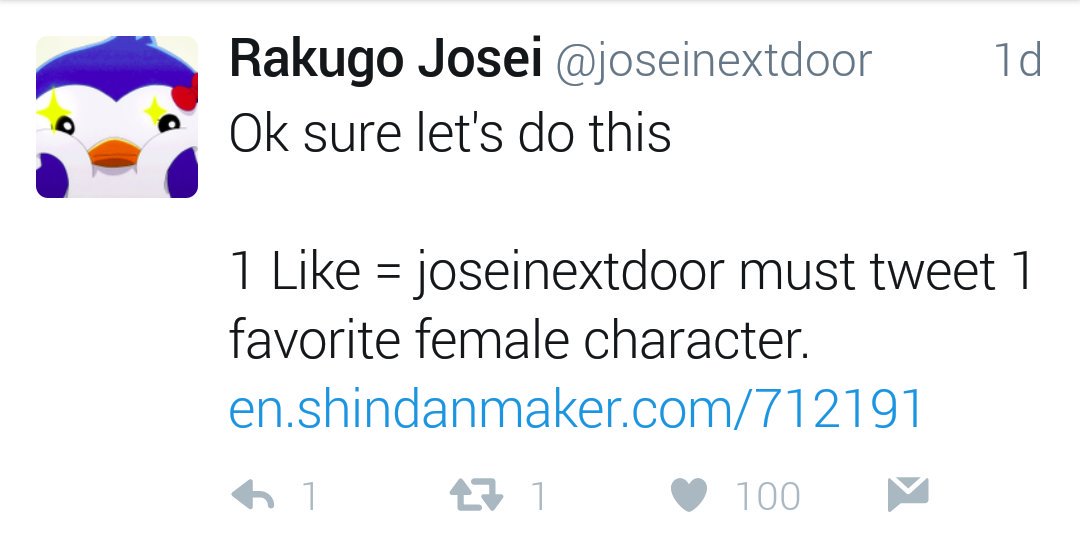 Rakugo Josei @joseinextdoor 1d
Ok sure let's do this
1 Like = joseinextdoor must tweet 1
favorite female character.
en.shindanmaker.com/712191
1 1 100